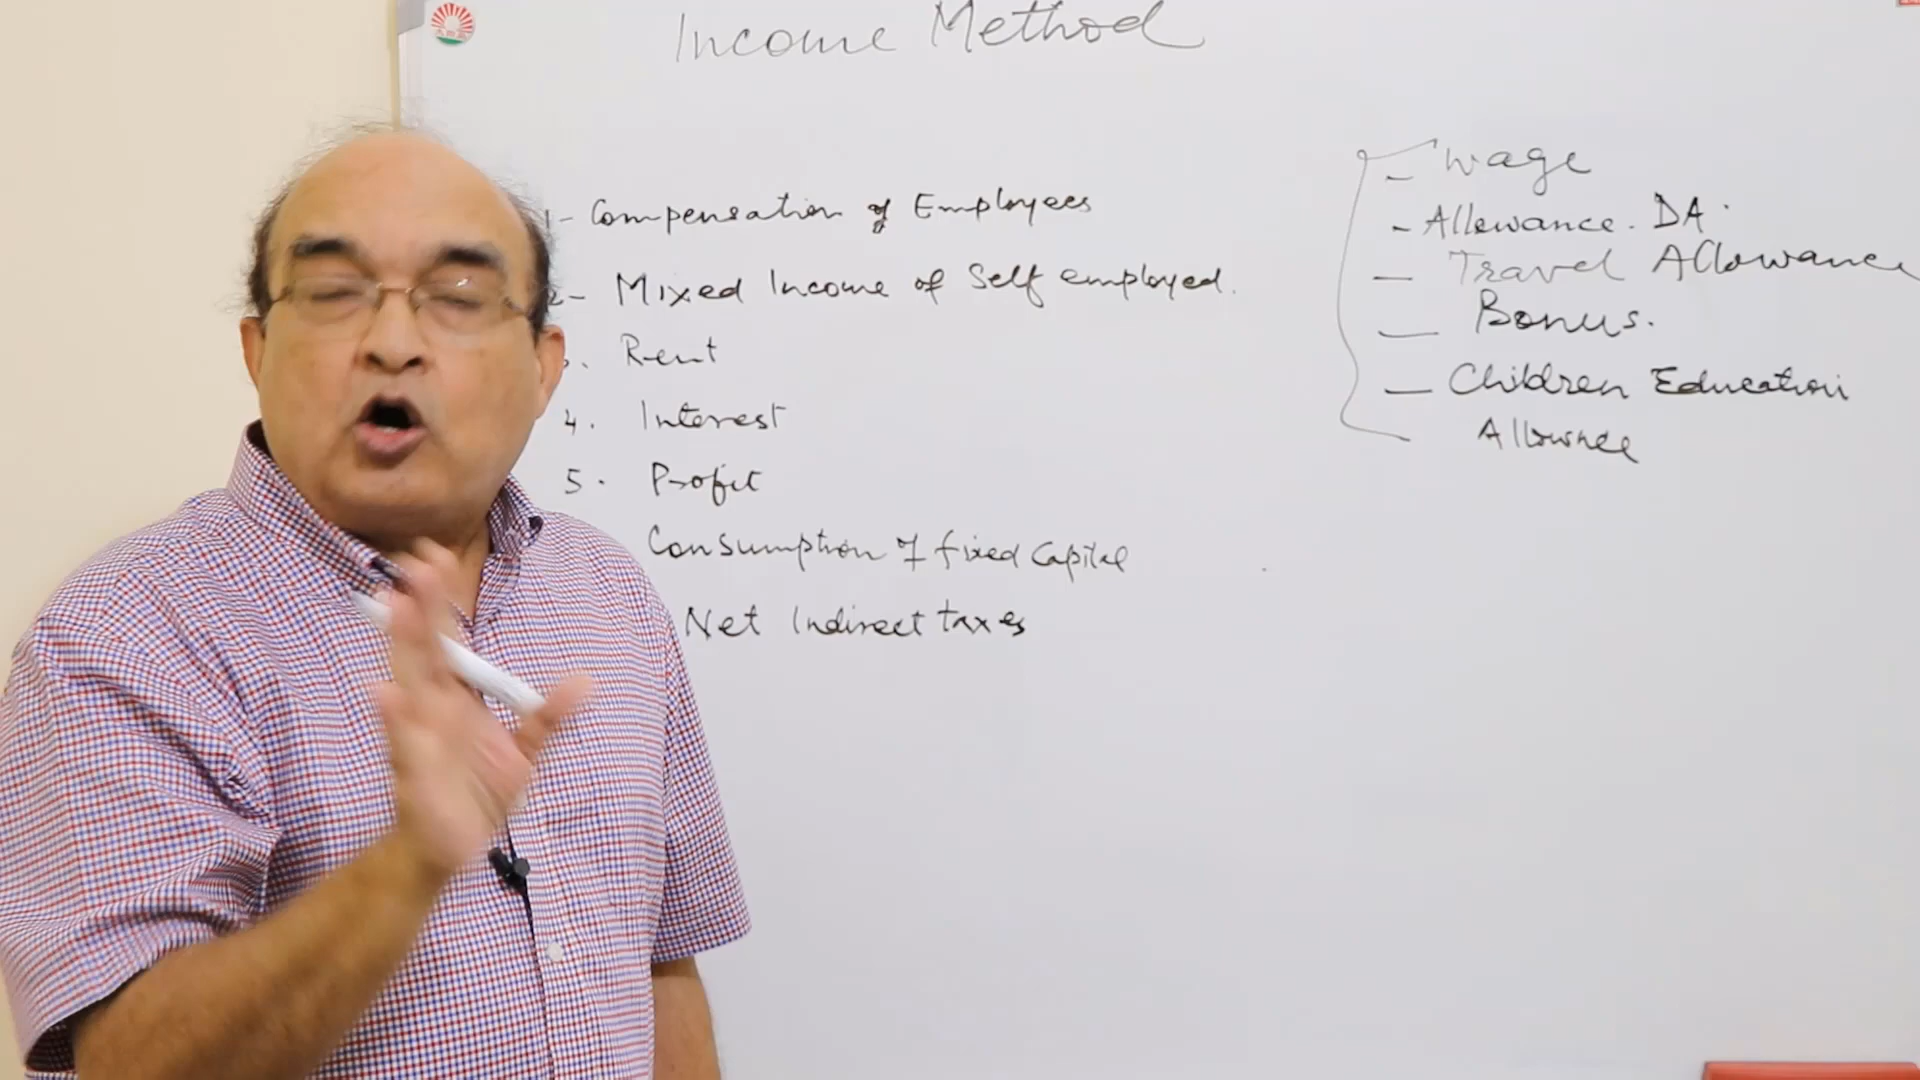 Income Method
1- Compensation of Employees
2- Mixed Income of Self employed.
. Rent
4. Interest
5. Profit
Consumption of fixed Capital
Net Indirect taxes
- Wage
- Allowance. DA.
- Travel Allowance
- Bonus.
- Children Education
Allownce